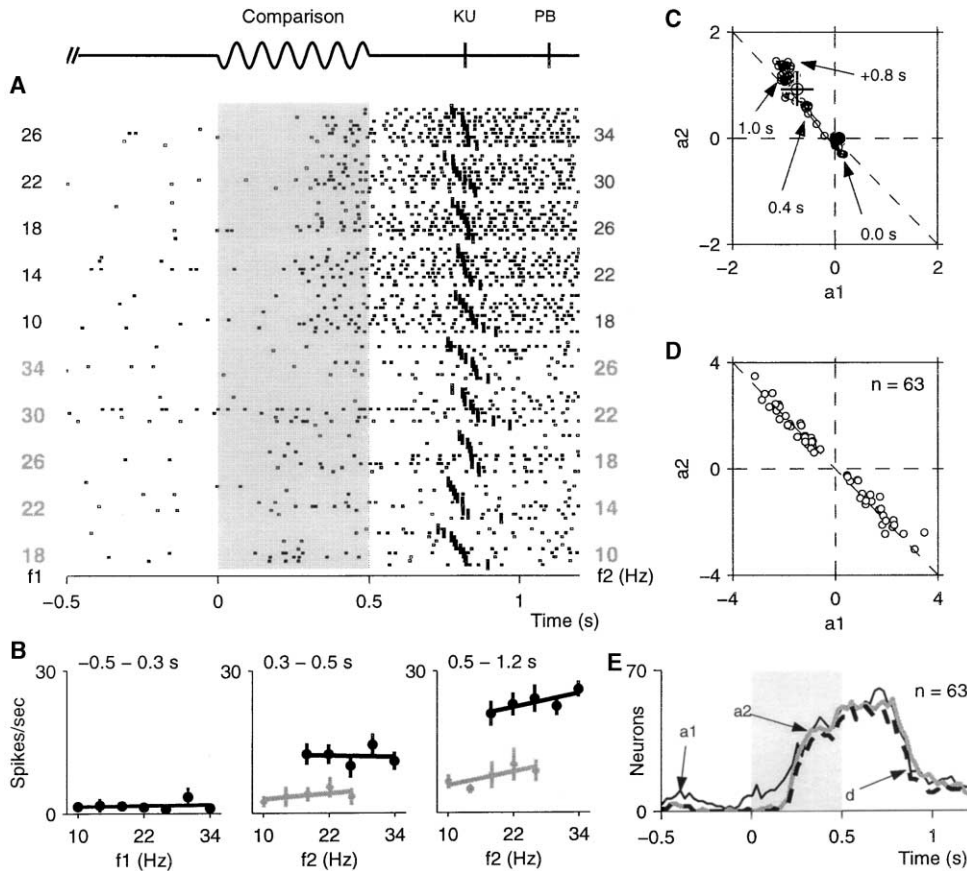 Comparison KU PB
A
26 34
22 30
18 26
14 22
10 18
34 26
30 22
26 18
22 14
18 10
f1 f2 (Hz)
−0.5 0 0.5 1
Time (s)
B
−0.5 – 0.3 s 0.3 – 0.5 s 0.5 – 1.2 s
30 30 30
Spikes/sec
0
10 22 34 10 22 34 10 22 34
f1 (Hz) f2 (Hz) f2 (Hz)
C
2
+0.8 s
1.0 s
a2 0
0.4 s
0.0 s
−2
−2 0 2
a1
D
4
n = 63
a2 0
−4
−4 0 4
a1
E
70
n = 63
a2
a1
Neurons
d
0
−0.5 0 0.5 1
Time (s)